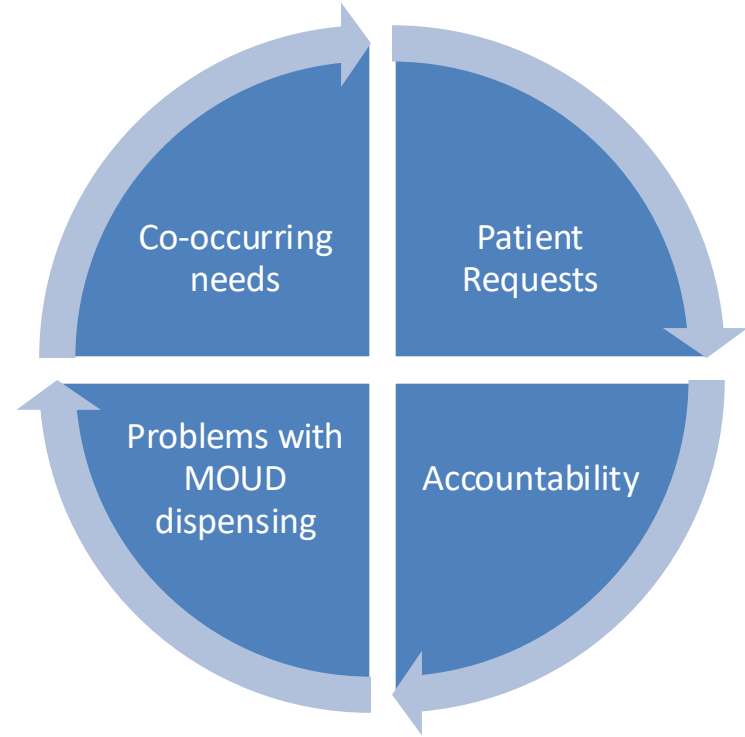 Co-occurring
needs
Patient
Requests
Problems with
MOUD
dispensing
Accountability